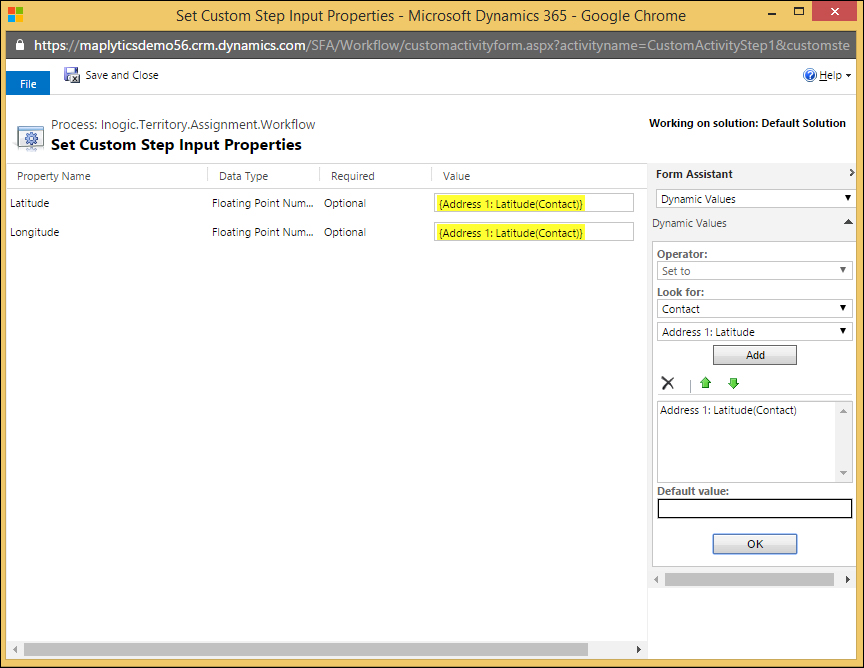 Set Custom Step Input Properties - Microsoft Dynamics 365 - Google Chrome
https://maplyticsdemo56.crm.dynamics.com/SFA/Workflow/customactivityform.aspx?activityname=CustomActivityStep1&customste
File
Save and Close
Help
Process: Inogic.Territory.Assignment.Workflow
Set Custom Step Input Properties
Working on solution: Default Solution
Property Name Data Type Required Value
Latitude Floating Point Num... Optional {Address 1: Latitude(Contact)}
Longitude Floating Point Num... Optional {Address 1: Latitude(Contact)}
Form Assistant
Dynamic Values
Dynamic Values
Operator:
Set to
Look for:
Contact
Address 1: Latitude
Add
Address 1: Latitude(Contact)
Default value:
OK